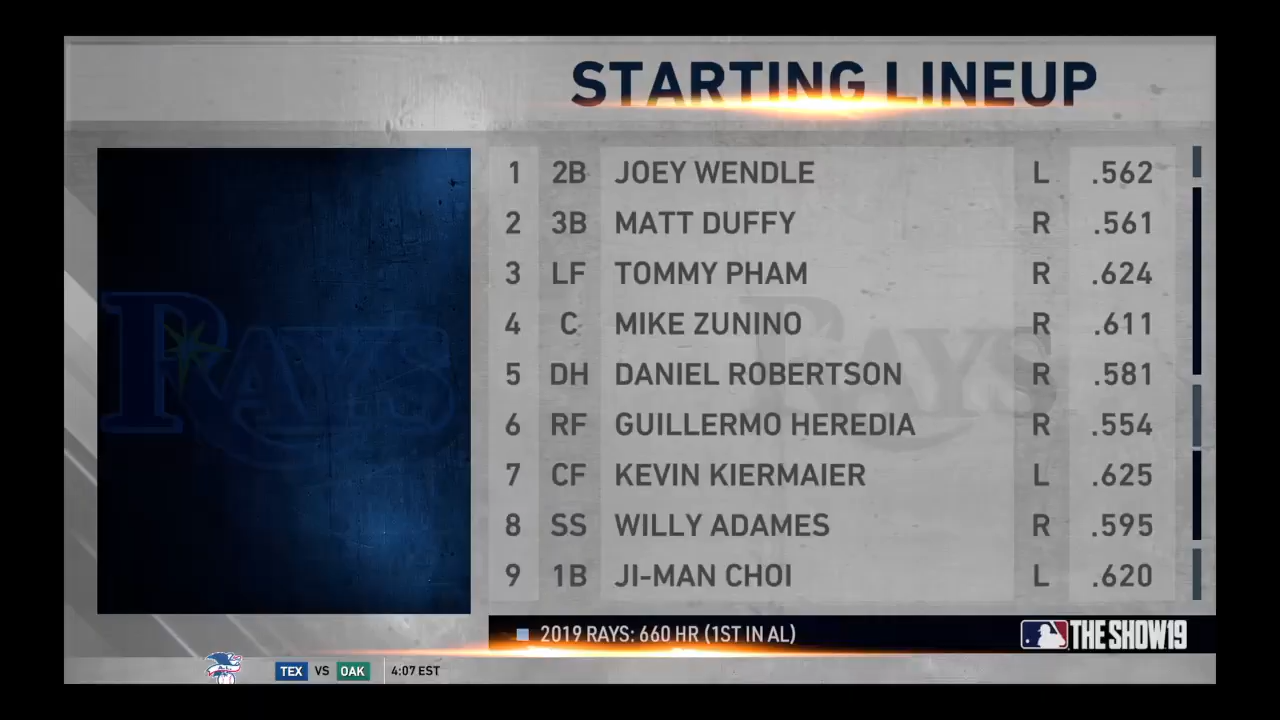 STARTING LINEUP
1 2B JOEY WENDLE L .562
2 3B MATT DUFFY R .561
3 LF TOMMY PHAM R .624
4 C MIKE ZUNINO R .611
5 DH DANIEL ROBERTSON R .581
6 RF GUILLERMO HEREDIA R .554
7 CF KEVIN KIERMAIER L .625
8 SS WILLY ADAMES R .595
9 1B JI-MAN CHOI L .620
RAYS
RAYS
2019 RAYS: 660 HR (1ST IN AL)
THE SHOW19
TEX VS OAK 4:07 EST